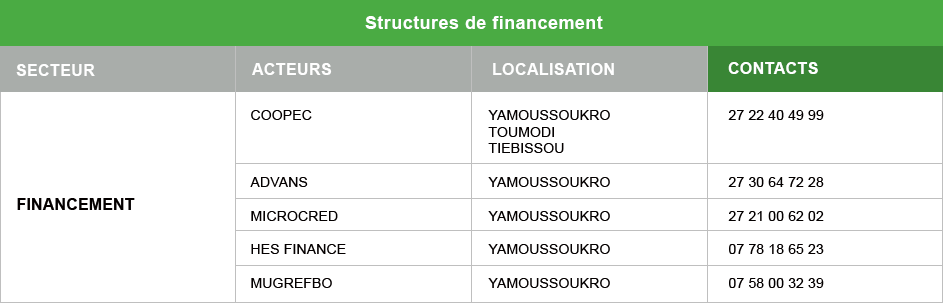 Structures de financement
SECTEUR ACTEURS LOCALISATION CONTACTS
FINANCEMENT
COOPEC YAMOUSSOUKRO 27 22 40 49 99
TOUMODI
TIEBISSOU
ADVANS YAMOUSSOUKRO 27 30 64 72 28
MICROCRED YAMOUSSOUKRO 27 21 00 62 02
HES FINANCE YAMOUSSOUKRO 07 78 18 65 23
MUGREFBO YAMOUSSOUKRO 07 58 00 32 39